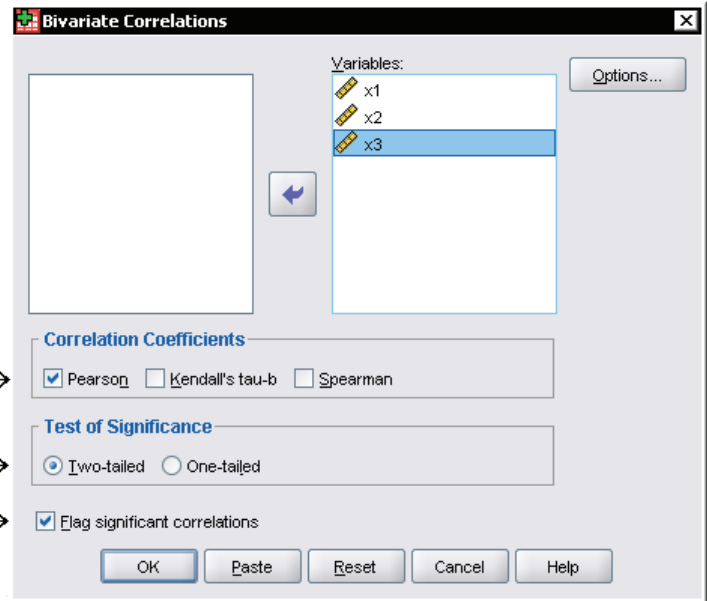 Bivariate Correlations
Variables:
x1
x2
x3
Options...
Correlation Coefficients
Pearson Kendall's tau-b Spearman
Test of Significance
Two-tailed One-tailed
Flag significant correlations
OK Paste Reset Cancel Help